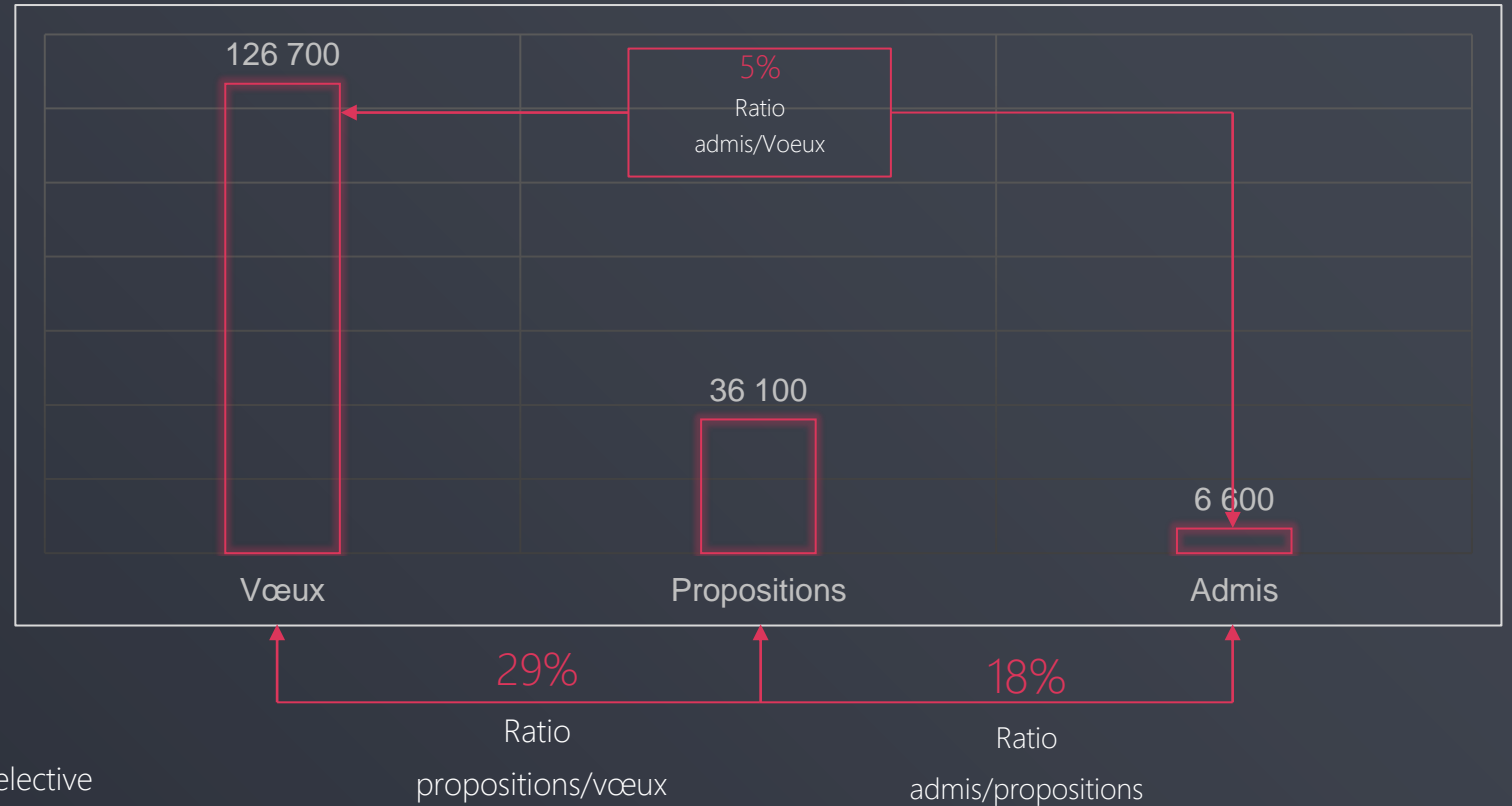 126 700
5%
Ratio
admis/Voeux
36 100
6 600
Vœux
Propositions
Admis
29%
18%
Ratio
propositions/vœux
Ratio
admis/propositions
elective